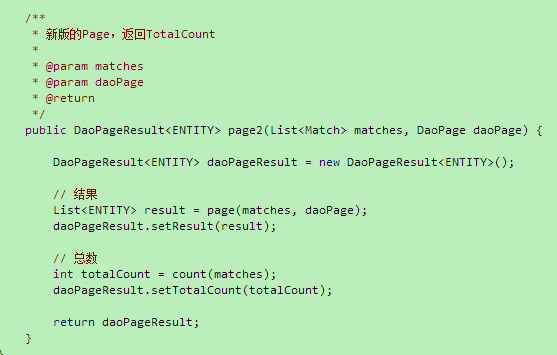 /**
 * 新版的Page，返回TotalCount
 *
 * @param matches
 * @param daoPage
 * @return
 */
public DaoPageResult<ENTITY> page2(List<Match> matches, DaoPage daoPage) {
DaoPageResult<ENTITY> daoPageResult = new DaoPageResult<ENTITY>();
// 结果
List<ENTITY> result = page(matches, daoPage);
daoPageResult.setResult(result);
// 总数
int totalCount = count(matches);
daoPageResult.setTotalCount(totalCount);
return daoPageResult;
}